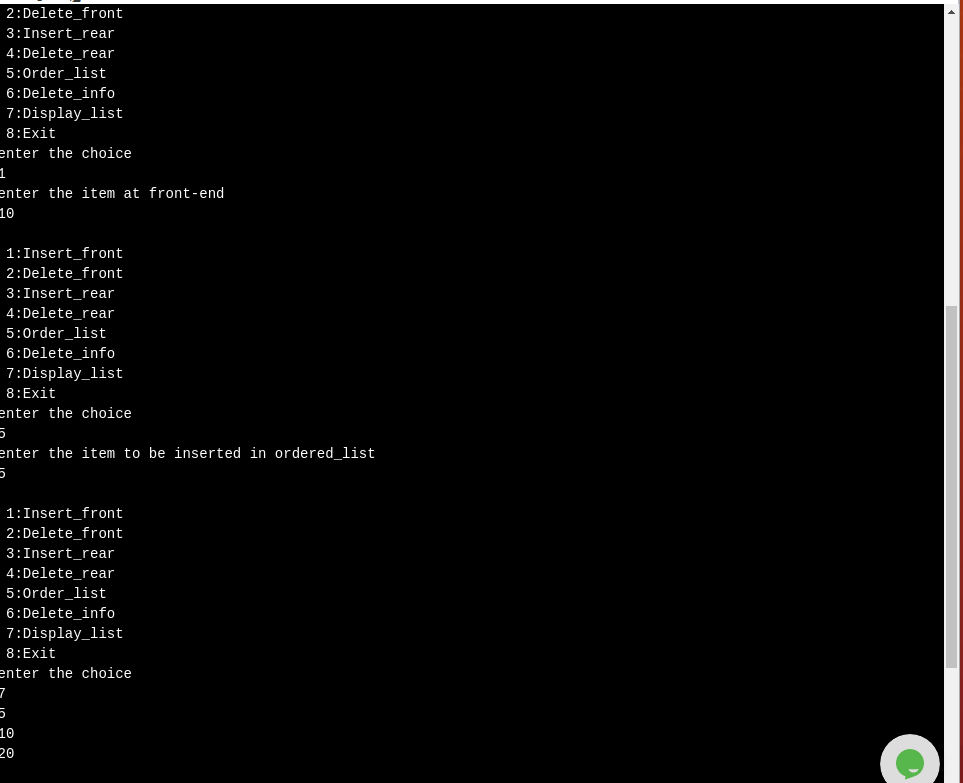 2:Delete_front
3:Insert_rear
4:Delete_rear
5:Order_list
6:Delete_info
7:Display_list
8:Exit
enter the choice
1
enter the item at front-end
10
1:Insert_front
2:Delete_front
3:Insert_rear
4:Delete_rear
5:Order_list
6:Delete_info
7:Display_list
8:Exit
enter the choice
5
enter the item to be inserted in ordered_list
5
1:Insert_front
2:Delete_front
3:Insert_rear
4:Delete_rear
5:Order_list
6:Delete_info
7:Display_list
8:Exit
enter the choice
7
5
10
20